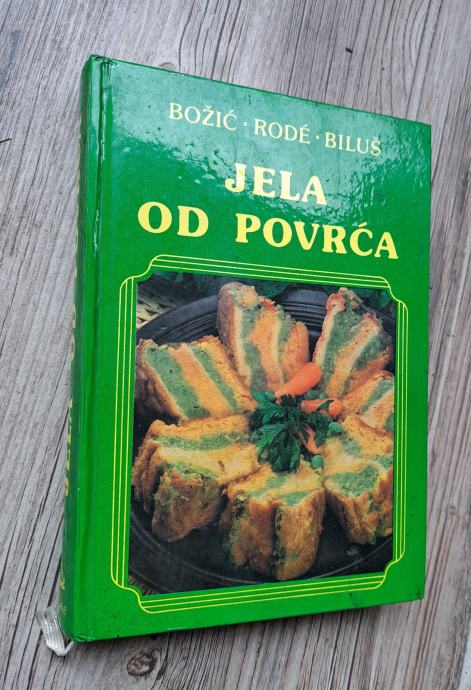 BOŽIĆ · RODÉ · BILUŠ
JELA
OD POVRĆA